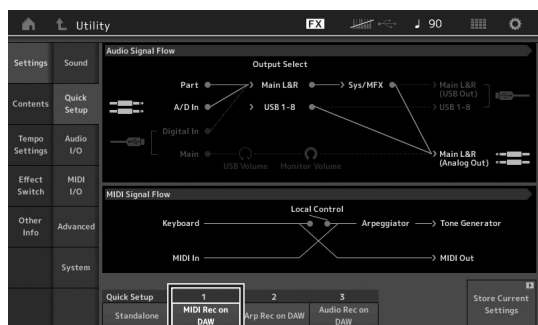 Utility
FX
♩ 90
Settings
Sound
Contents
Quick
Setup
Tempo
Settings
Audio
I/O
Effect
Switch
MIDI
I/O
Other
Info
Advanced
System
Audio Signal Flow
Output Select
Part
Main L&R
Sys/MFX
Main L&R
(USB Out)
A/D In
USB 1-8
USB 1-8
Digital In
Main
USB Volume
Monitor Volume
Main L&R
(Analog Out)
MIDI Signal Flow
Local Control
Keyboard
Arpeggiator
Tone Generator
MIDI In
MIDI Out
Quick Setup
1
2
3
Standalone
MIDI Rec on
DAW
Arp Rec on DAW
Audio Rec on
DAW
Store Current
Settings